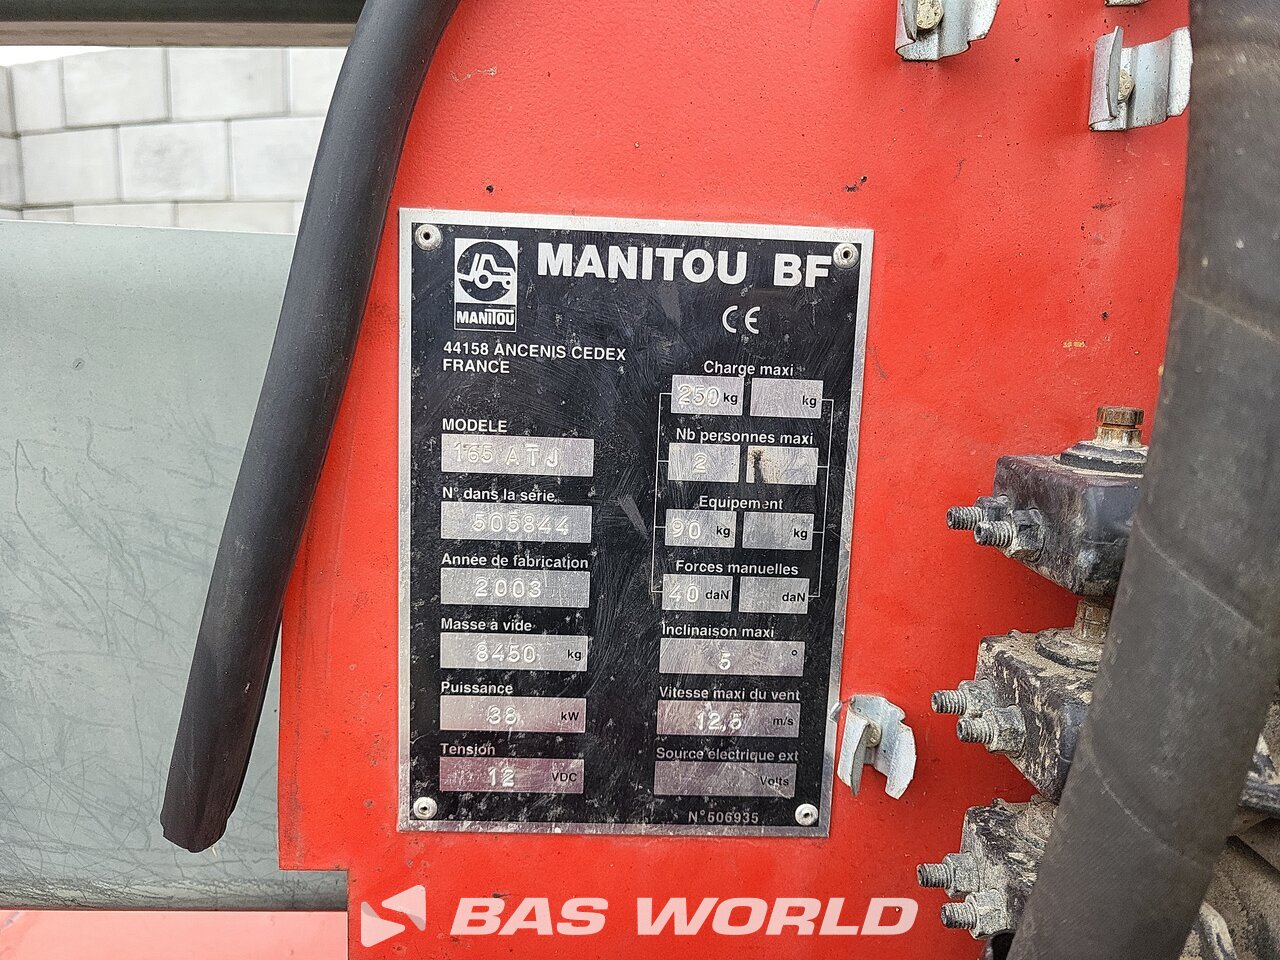 MANITOU BF
MANITOU
CE
44158 ANCENIS CEDEX
FRANCE
MODELE
165 ATJ
N° dans la série
505844
Année de fabrication
2003
Masse à vide
8450 kg
Puissance
38 kW
Tension
12 VDC
Charge maxi
250 kg kg
Nb personnes maxi
2
Equipement
90 kg kg
Forces manuelles
40 daN daN
Inclinaison maxi
5 °
Vitesse maxi du vent
12,5 m/s
Source électrique ext
Volts
N°506935
BAS WORLD